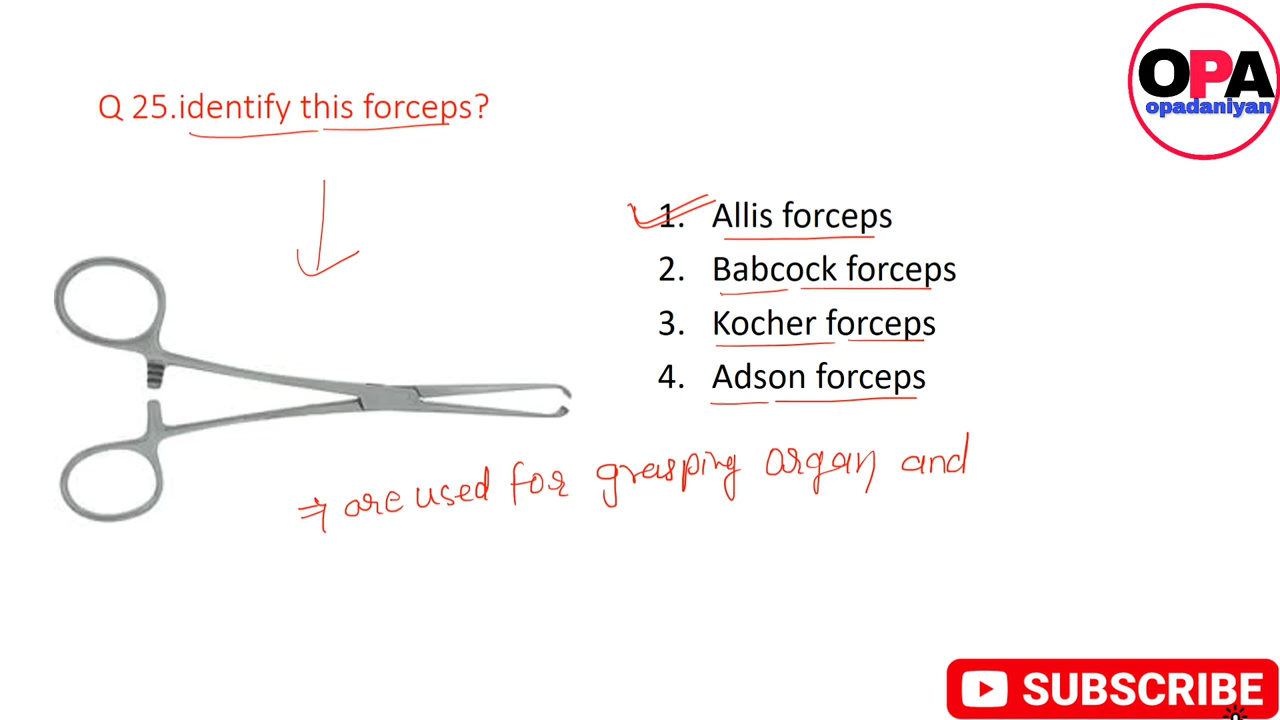 OPA
opadaniyan
Q 25.identify this forceps?
1. Allis forceps
2. Babcock forceps
3. Kocher forceps
4. Adson forceps
⇒ are used for grasping organ and
SUBSCRIBE